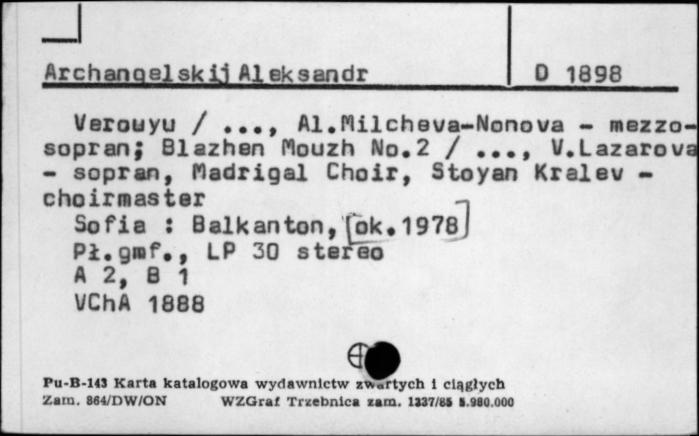 Archangelskij Aleksandr D 1898
Verouyu / ..., Al.Milcheva-Nonova - mezzo-
sopran; Blazhen Mouzh No.2 / ..., V.Lazarova
- sopran, Madrigal Choir, Stoyan Kralev -
choirmaster
Sofia : Balkanton, [ok.1978]
Pł.gmf., LP 30 stereo
A 2, B 1
VChA 1888
Pu-B-143 Karta katalogowa wydawnictw zwartych i ciągłych
Zam. 864/DW/ON WZGraf Trzebnica zam. 1337/85 5.980.000